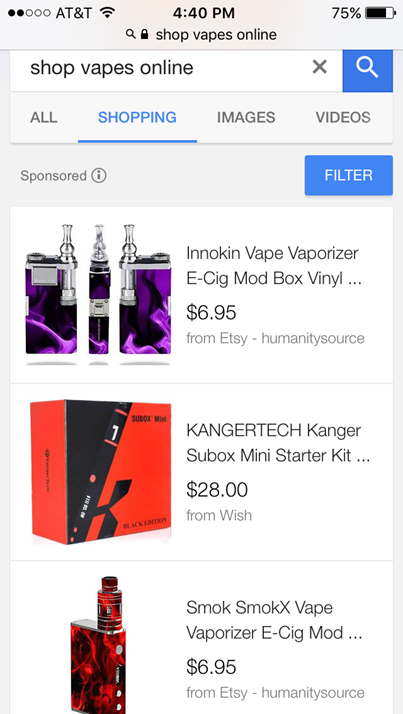 AT&T 4:40 PM 75%
shop vapes online
shop vapes online
ALL SHOPPING IMAGES VIDEOS
Sponsored
FILTER
Innokin Vape Vaporizer
E-Cig Mod Box Vinyl ...
$6.95
from Etsy - humanitysource
SUBOX Mini
BLACK EDITION
KANGERTECH Kanger
Subox Mini Starter Kit ...
$28.00
from Wish
Smok SmokX Vape
Vaporizer E-Cig Mod ...
$6.95
from Etsy - humanitysource